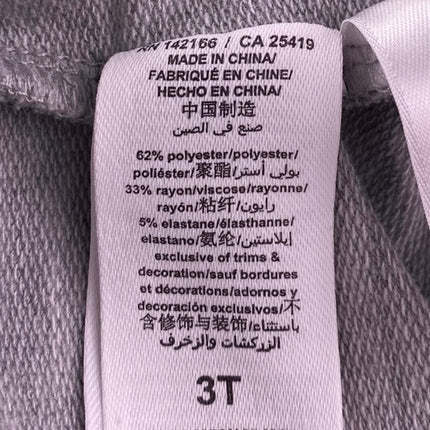 RN 142166 / CA 25419
MADE IN CHINA/
FABRIQUÉ EN CHINE/
HECHO EN CHINA/
中国制造
صنع في الصين
62% polyester/polyester/
poliéster/聚酯/بولي أستر/
33% rayon/viscose/rayonne/
rayón/粘纤/رايون/
5% elastane/élasthanne/
elastano/氨纶/إيلاستين/
exclusive of trims &
decoration/sauf bordures
et décorations/adornos y
decoración exclusivos/不
含修饰与装饰/باستثناء
الزركشات والزخرف
3T